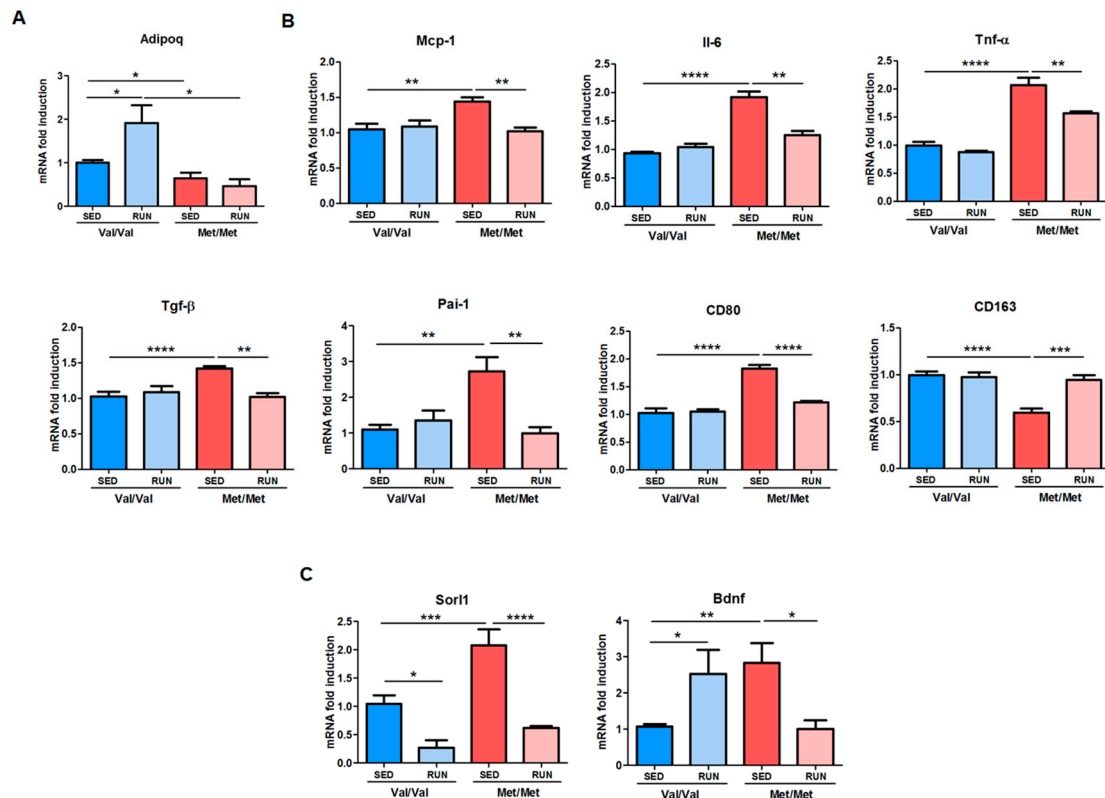 A
B
Adipoq
mRNA fold induction
3
2
1
0
*
*
*
SED RUN SED RUN
Val/Val Met/Met
Mcp-1
mRNA fold induction
2.0
1.5
1.0
0.5
0.0
** **
SED RUN SED RUN
Val/Val Met/Met
Il-6
mRNA fold induction
2.5
2.0
1.5
1.0
0.5
0.0
**** **
SED RUN SED RUN
Val/Val Met/Met
Tnf-α
mRNA fold induction
2.5
2.0
1.5
1.0
0.5
0.0
**** **
SED RUN SED RUN
Val/Val Met/Met
Tgf-β
mRNA fold induction
2.0
1.5
1.0
0.5
0.0
**** **
SED RUN SED RUN
Val/Val Met/Met
Pai-1
mRNA fold induction
4
3
2
1
0
** **
SED RUN SED RUN
Val/Val Met/Met
CD80
mRNA fold induction
2.5
2.0
1.5
1.0
0.5
0.0
**** ****
SED RUN SED RUN
Val/Val Met/Met
CD163
mRNA fold induction
1.5
1.0
0.5
0.0
**** ***
SED RUN SED RUN
Val/Val Met/Met
C
Sorl1
mRNA fold induction
2.5
2.0
1.5
1.0
0.5
0.0
*** ****
*
SED RUN SED RUN
Val/Val Met/Met
Bdnf
mRNA fold induction
4
3
2
1
0
** *
*
SED RUN SED RUN
Val/Val Met/Met